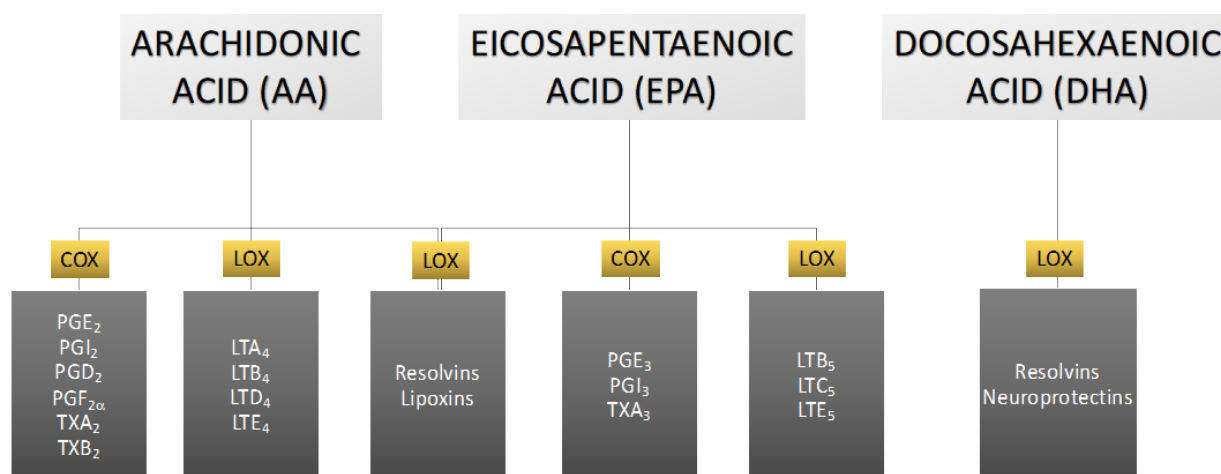 ARACHIDONIC
ACID (AA)
EICOSAPENTAENOIC
ACID (EPA)
DOCOSAHEXAENOIC
ACID (DHA)
COX
LOX
LOX
COX
LOX
LOX
PGE₂
PGI₂
PGD₂
PGF₂α
TXA₂
TXB₂
LTA₄
LTB₄
LTD₄
LTE₄
Resolvins
Lipoxins
PGE₃
PGI₃
TXA₃
LTB₅
LTC₅
LTE₅
Resolvins
Neuroprotectins